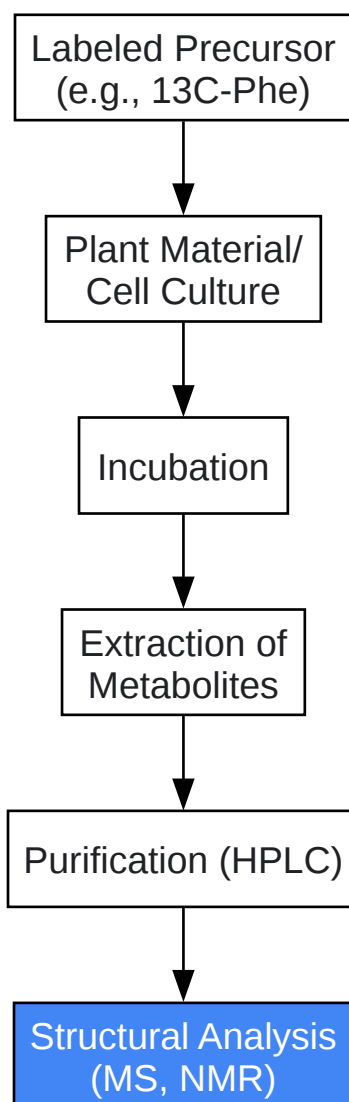 Labeled Precursor
(e.g., 13C-Phe)
Plant Material/
Cell Culture
Incubation
Extraction of
Metabolites
Purification (HPLC)
Structural Analysis
(MS, NMR)